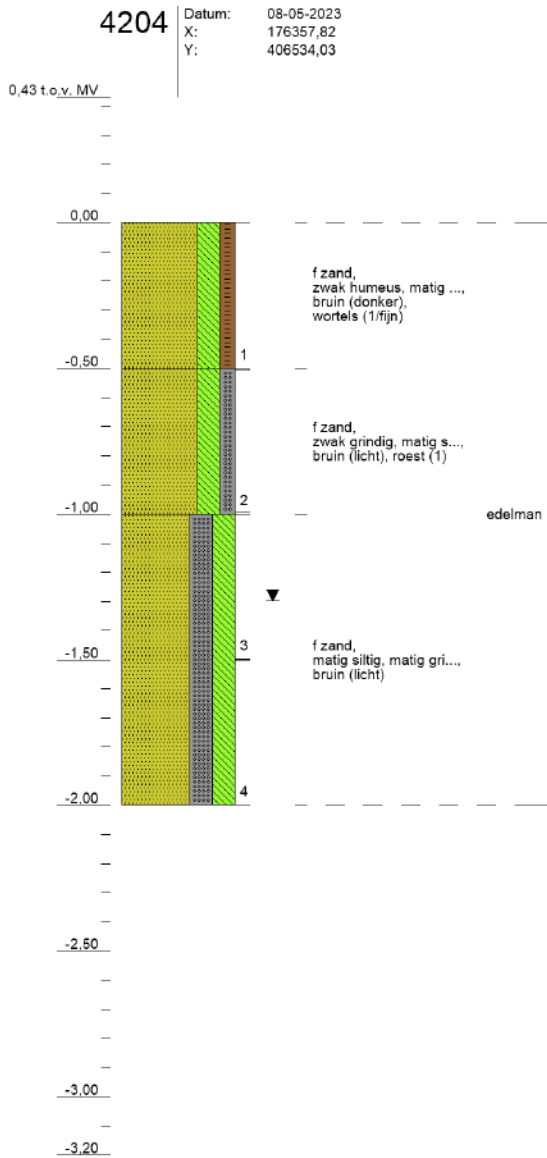 4204
Datum: 08-05-2023
X: 176357,82
Y: 406534,03
0,43 t.o.v. MV
0,00
f zand,
zwak humeus, matig ...,
bruin (donker),
wortels (1/fijn)
1
-0,50
f zand,
zwak grindig, matig s...,
bruin (licht), roest (1)
2
-1,00
edelman
3
-1,50
f zand,
matig siltig, matig gri...,
bruin (licht)
4
-2,00
-2,50
-3,00
-3,20